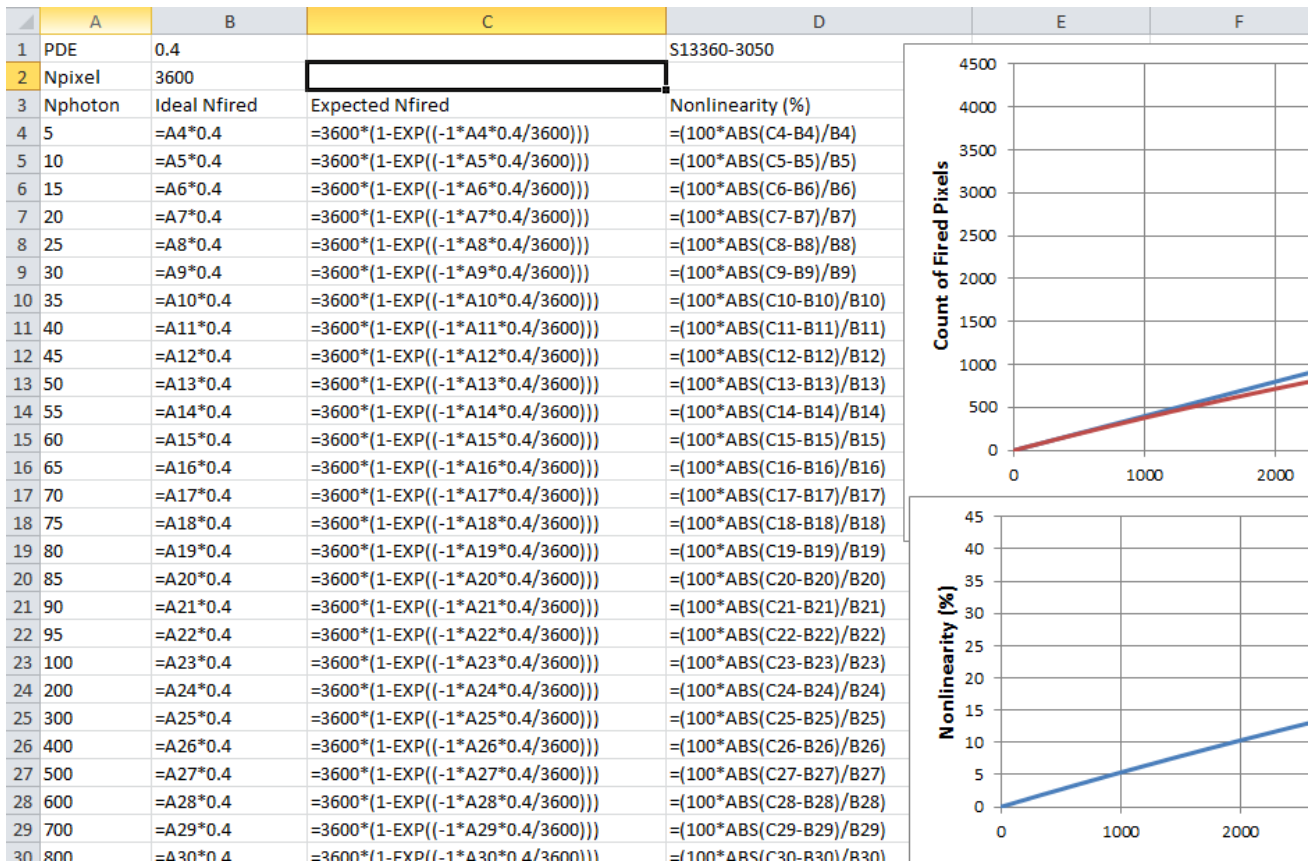 A B C D E F
1 PDE 0.4 S13360-3050
2 Npixel 3600
3 Nphoton Ideal Nfired Expected Nfired Nonlinearity (%)
4 5 =A4*0.4 =3600*(1-EXP((-1*A4*0.4/3600))) =(100*ABS(C4-B4)/B4)
5 10 =A5*0.4 =3600*(1-EXP((-1*A5*0.4/3600))) =(100*ABS(C5-B5)/B5)
6 15 =A6*0.4 =3600*(1-EXP((-1*A6*0.4/3600))) =(100*ABS(C6-B6)/B6)
7 20 =A7*0.4 =3600*(1-EXP((-1*A7*0.4/3600))) =(100*ABS(C7-B7)/B7)
8 25 =A8*0.4 =3600*(1-EXP((-1*A8*0.4/3600))) =(100*ABS(C8-B8)/B8)
9 30 =A9*0.4 =3600*(1-EXP((-1*A9*0.4/3600))) =(100*ABS(C9-B9)/B9)
10 35 =A10*0.4 =3600*(1-EXP((-1*A10*0.4/3600))) =(100*ABS(C10-B10)/B10)
11 40 =A11*0.4 =3600*(1-EXP((-1*A11*0.4/3600))) =(100*ABS(C11-B11)/B11)
12 45 =A12*0.4 =3600*(1-EXP((-1*A12*0.4/3600))) =(100*ABS(C12-B12)/B12)
13 50 =A13*0.4 =3600*(1-EXP((-1*A13*0.4/3600))) =(100*ABS(C13-B13)/B13)
14 55 =A14*0.4 =3600*(1-EXP((-1*A14*0.4/3600))) =(100*ABS(C14-B14)/B14)
15 60 =A15*0.4 =3600*(1-EXP((-1*A15*0.4/3600))) =(100*ABS(C15-B15)/B15)
16 65 =A16*0.4 =3600*(1-EXP((-1*A16*0.4/3600))) =(100*ABS(C16-B16)/B16)
17 70 =A17*0.4 =3600*(1-EXP((-1*A17*0.4/3600))) =(100*ABS(C17-B17)/B17)
18 75 =A18*0.4 =3600*(1-EXP((-1*A18*0.4/3600))) =(100*ABS(C18-B18)/B18)
19 80 =A19*0.4 =3600*(1-EXP((-1*A19*0.4/3600))) =(100*ABS(C19-B19)/B19)
20 85 =A20*0.4 =3600*(1-EXP((-1*A20*0.4/3600))) =(100*ABS(C20-B20)/B20)
21 90 =A21*0.4 =3600*(1-EXP((-1*A21*0.4/3600))) =(100*ABS(C21-B21)/B21)
22 95 =A22*0.4 =3600*(1-EXP((-1*A22*0.4/3600))) =(100*ABS(C22-B22)/B22)
23 100 =A23*0.4 =3600*(1-EXP((-1*A23*0.4/3600))) =(100*ABS(C23-B23)/B23)
24 200 =A24*0.4 =3600*(1-EXP((-1*A24*0.4/3600))) =(100*ABS(C24-B24)/B24)
25 300 =A25*0.4 =3600*(1-EXP((-1*A25*0.4/3600))) =(100*ABS(C25-B25)/B25)
26 400 =A26*0.4 =3600*(1-EXP((-1*A26*0.4/3600))) =(100*ABS(C26-B26)/B26)
27 500 =A27*0.4 =3600*(1-EXP((-1*A27*0.4/3600))) =(100*ABS(C27-B27)/B27)
28 600 =A28*0.4 =3600*(1-EXP((-1*A28*0.4/3600))) =(100*ABS(C28-B28)/B28)
29 700 =A29*0.4 =3600*(1-EXP((-1*A29*0.4/3600))) =(100*ABS(C29-B29)/B29)
30 800 =A30*0.4 =3600*(1-EXP((-1*A30*0.4/3600))) =(100*ABS(C30-B30)/B30)
Count of Fired Pixels
4500
4000
3500
3000
2500
2000
1500
1000
500
0
0 1000 2000
Nonlinearity (%)
45
40
35
30
25
20
15
10
5
0
0 1000 2000